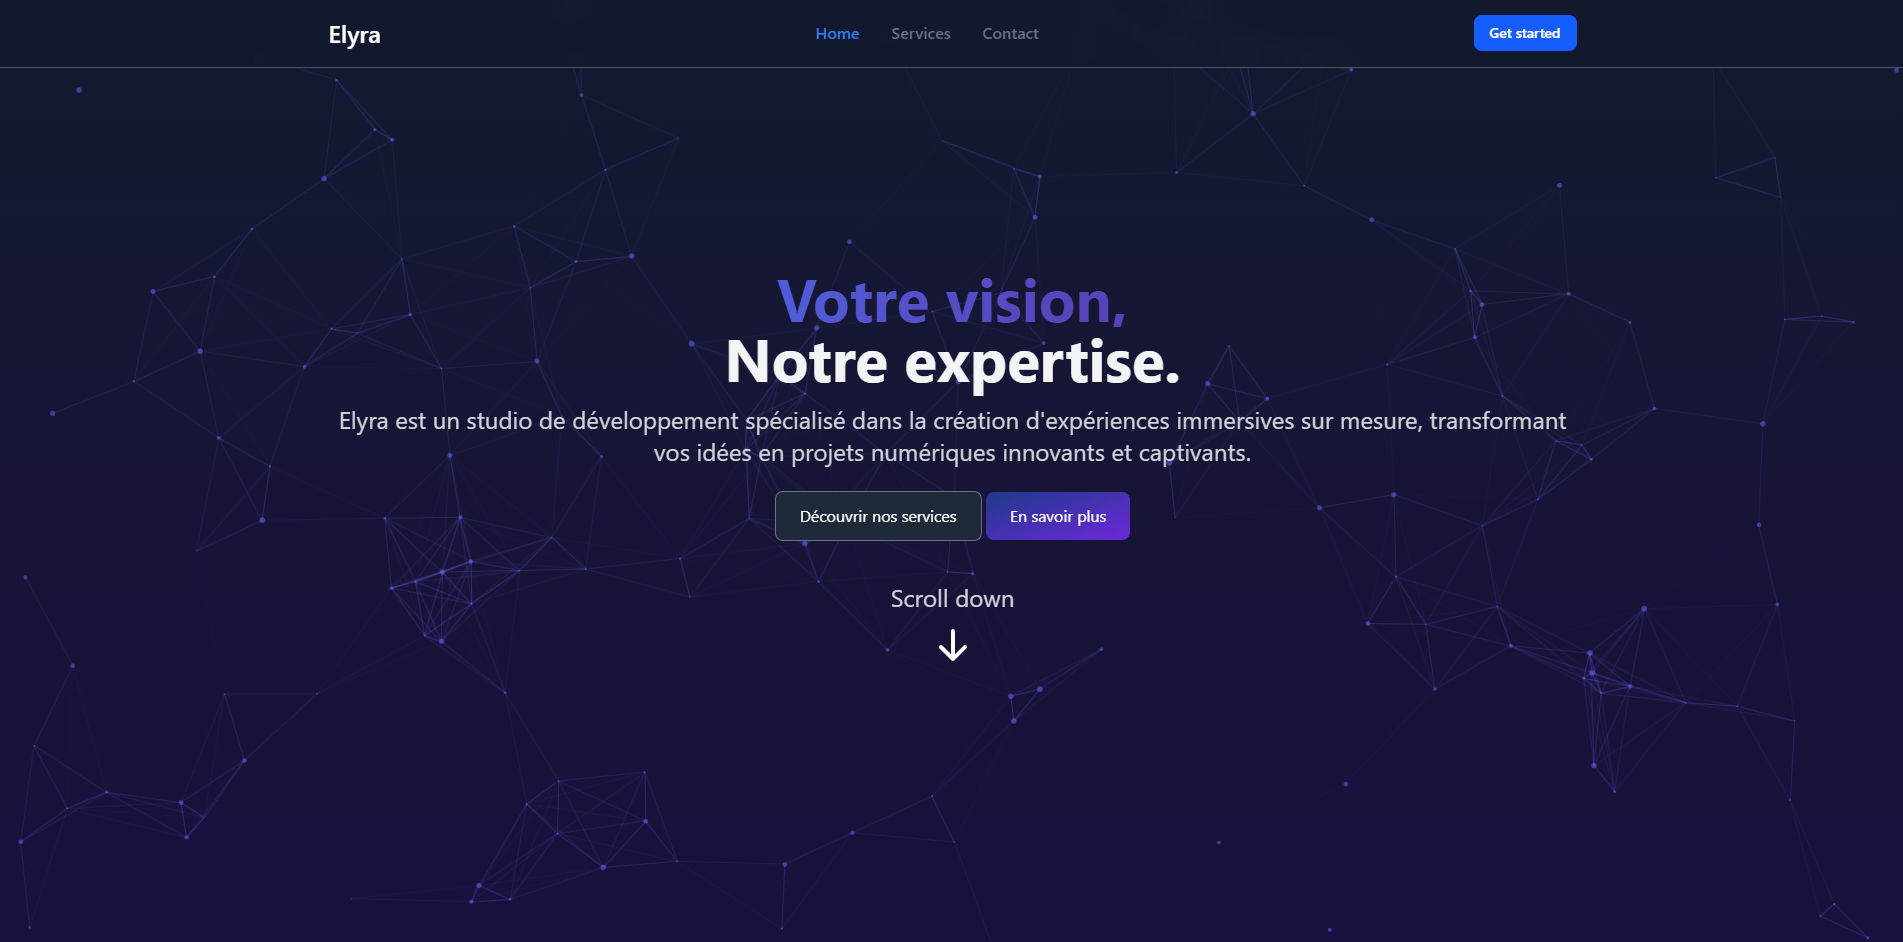 Elyra
Home Services Contact
Get started
Votre vision,
Notre expertise.
Elyra est un studio de développement spécialisé dans la création d'expériences immersives sur mesure, transformant
vos idées en projets numériques innovants et captivants.
Découvrir nos services
En savoir plus
Scroll down